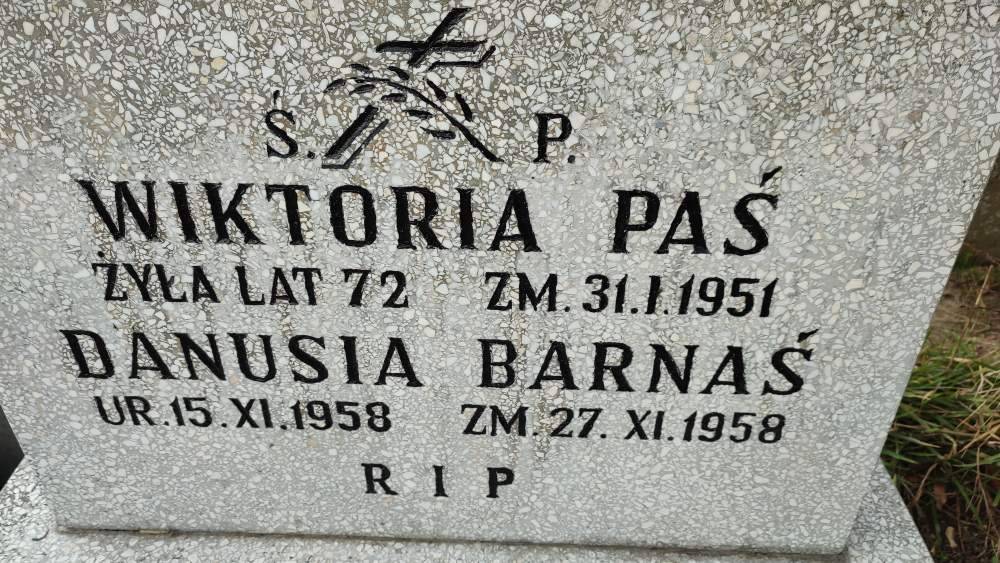 Ś. P.
WIKTORIA PAŚ
ŻYŁA LAT 72 ZM. 31.I.1951
DANUSIA BARNAŚ
UR. 15. XI. 1958 ZM. 27. XI. 1958
R I P